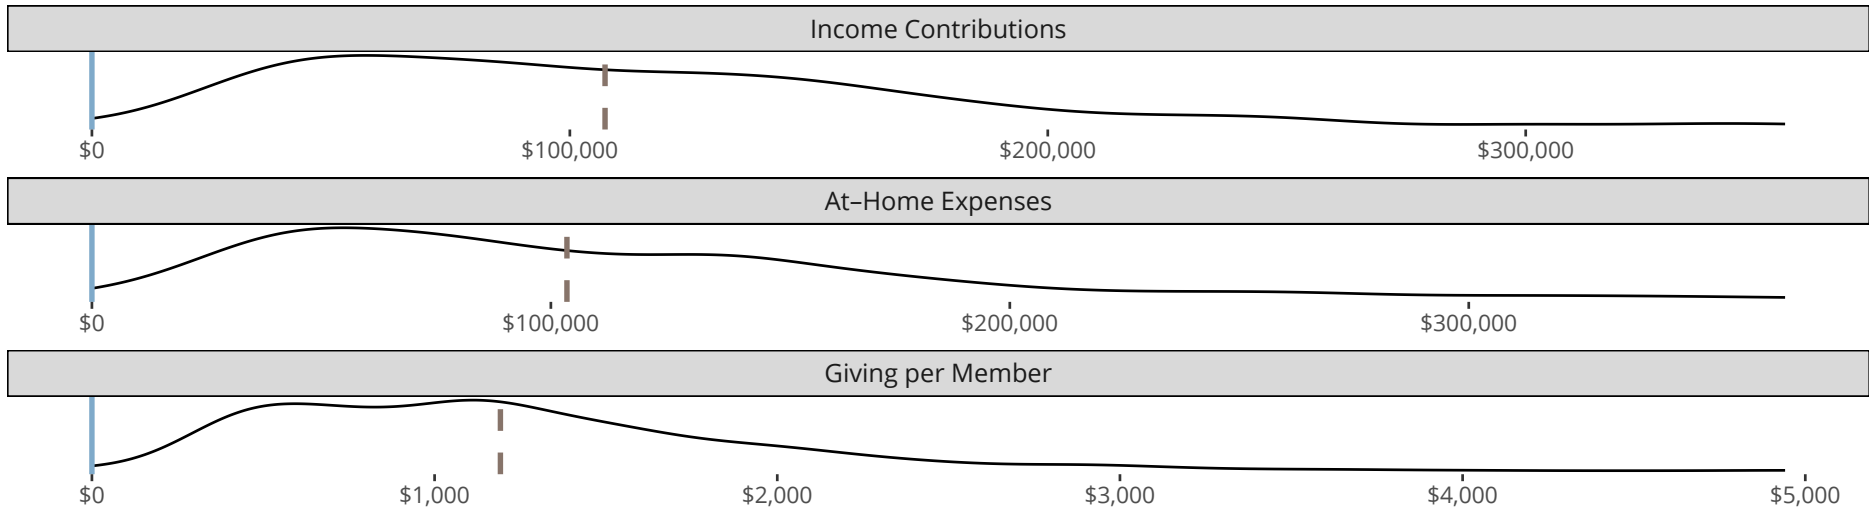 Income Contributions
$0 $100,000 $200,000 $300,000
At–Home Expenses
$0 $100,000 $200,000 $300,000
Giving per Member
$0 $1,000 $2,000 $3,000 $4,000 $5,000